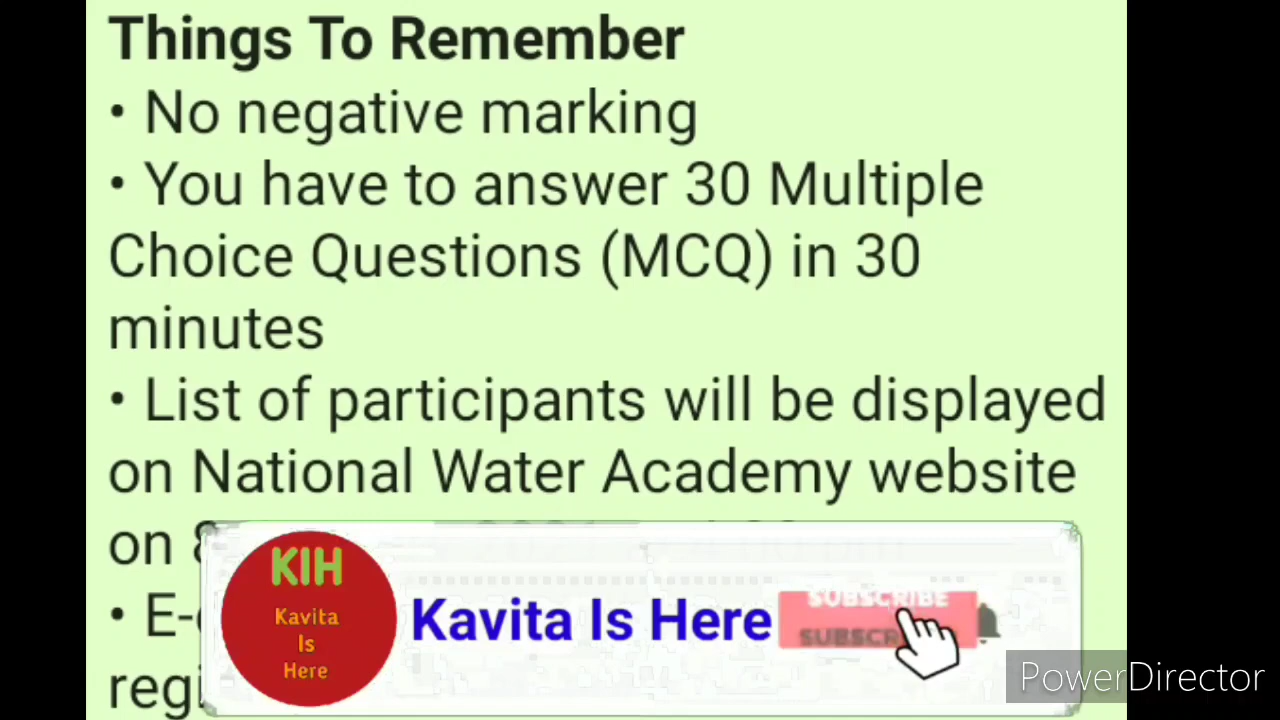 Things To Remember
• No negative marking
• You have to answer 30 Multiple
Choice Questions (MCQ) in 30
minutes
• List of participants will be displayed
on National Water Academy website
on
• E-
KIH
Kavita
Is
Here
Kavita Is Here
SUBSCRIBE
PowerDirector